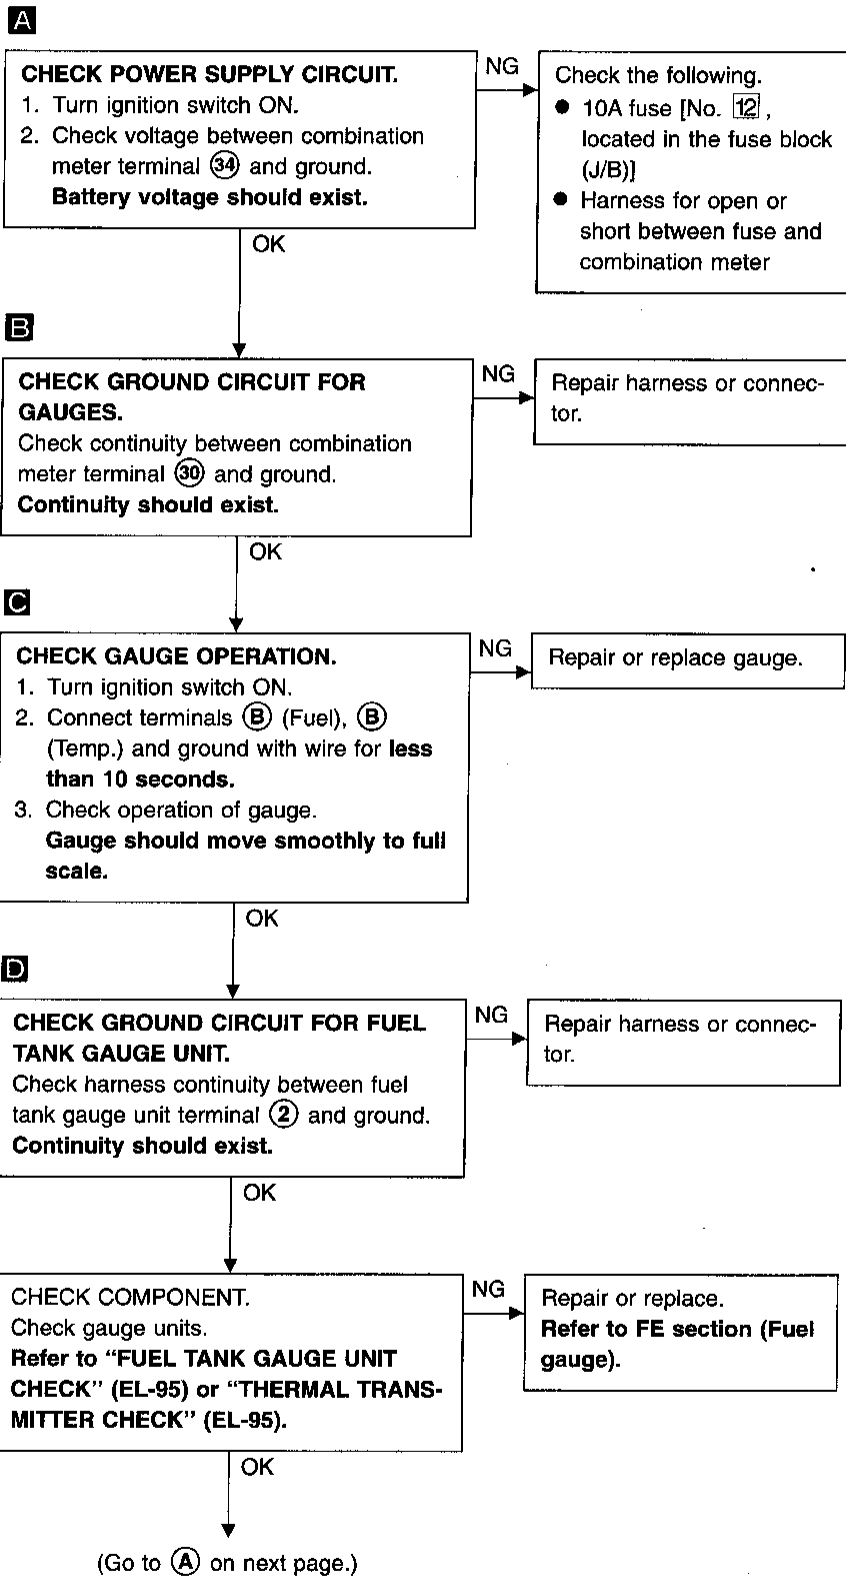 A
CHECK POWER SUPPLY CIRCUIT.
1. Turn ignition switch ON.
2. Check voltage between combination
meter terminal 34 and ground.
Battery voltage should exist.
NG
Check the following.
● 10A fuse [No. 12,
located in the fuse block
(J/B)]
● Harness for open or
short between fuse and
combination meter
OK
B
CHECK GROUND CIRCUIT FOR
GAUGES.
Check continuity between combination
meter terminal 30 and ground.
Continuity should exist.
NG
Repair harness or connec-
tor.
OK
C
CHECK GAUGE OPERATION.
1. Turn ignition switch ON.
2. Connect terminals B (Fuel), B
(Temp.) and ground with wire for less
than 10 seconds.
3. Check operation of gauge.
Gauge should move smoothly to full
scale.
NG
Repair or replace gauge.
OK
D
CHECK GROUND CIRCUIT FOR FUEL
TANK GAUGE UNIT.
Check harness continuity between fuel
tank gauge unit terminal 2 and ground.
Continuity should exist.
NG
Repair harness or connec-
tor.
OK
CHECK COMPONENT.
Check gauge units.
Refer to “FUEL TANK GAUGE UNIT
CHECK” (EL-95) or “THERMAL TRANS-
MITTER CHECK” (EL-95).
NG
Repair or replace.
Refer to FE section (Fuel
gauge).
OK
(Go to A on next page.)